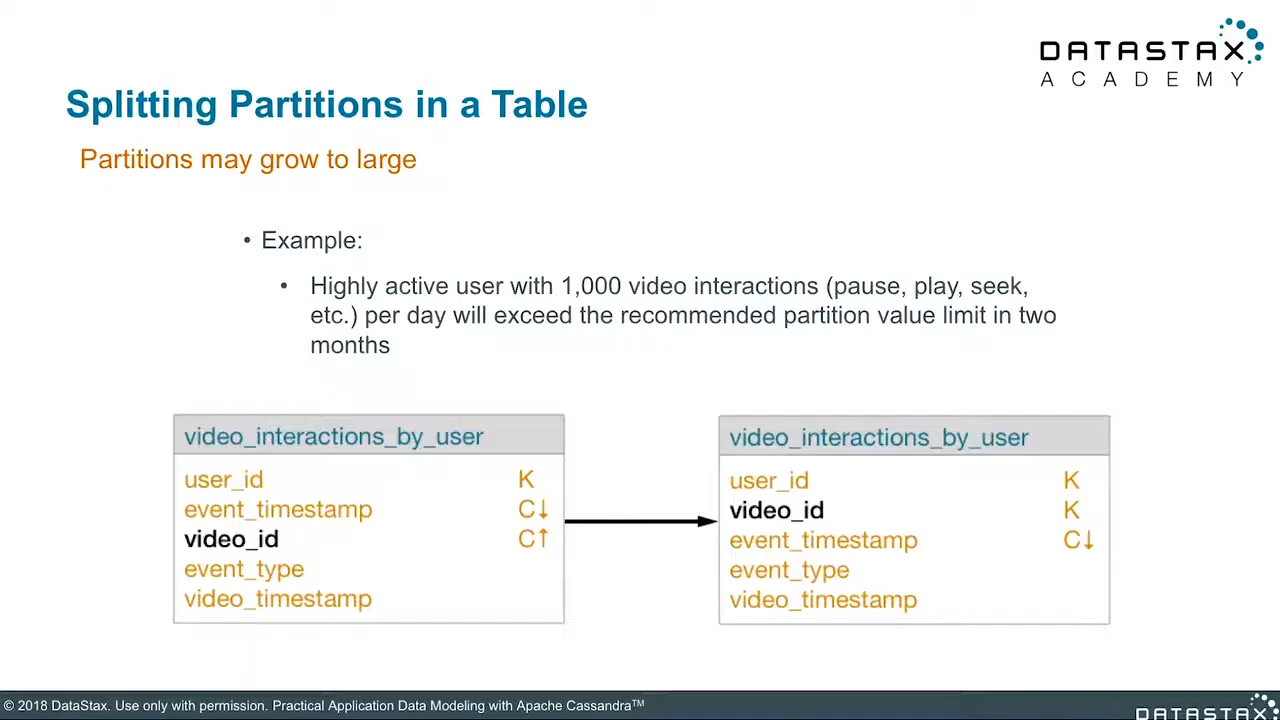 DATASTAX
ACADEMY
Splitting Partitions in a Table
Partitions may grow to large
• Example:
• Highly active user with 1,000 video interactions (pause, play, seek,
etc.) per day will exceed the recommended partition value limit in two
months
video_interactions_by_user
user_id K
event_timestamp C↓
video_id C↑
event_type
video_timestamp
video_interactions_by_user
user_id K
video_id K
event_timestamp C↓
event_type
video_timestamp
© 2018 DataStax. Use only with permission. Practical Application Data Modeling with Apache Cassandra™
DATASTAX